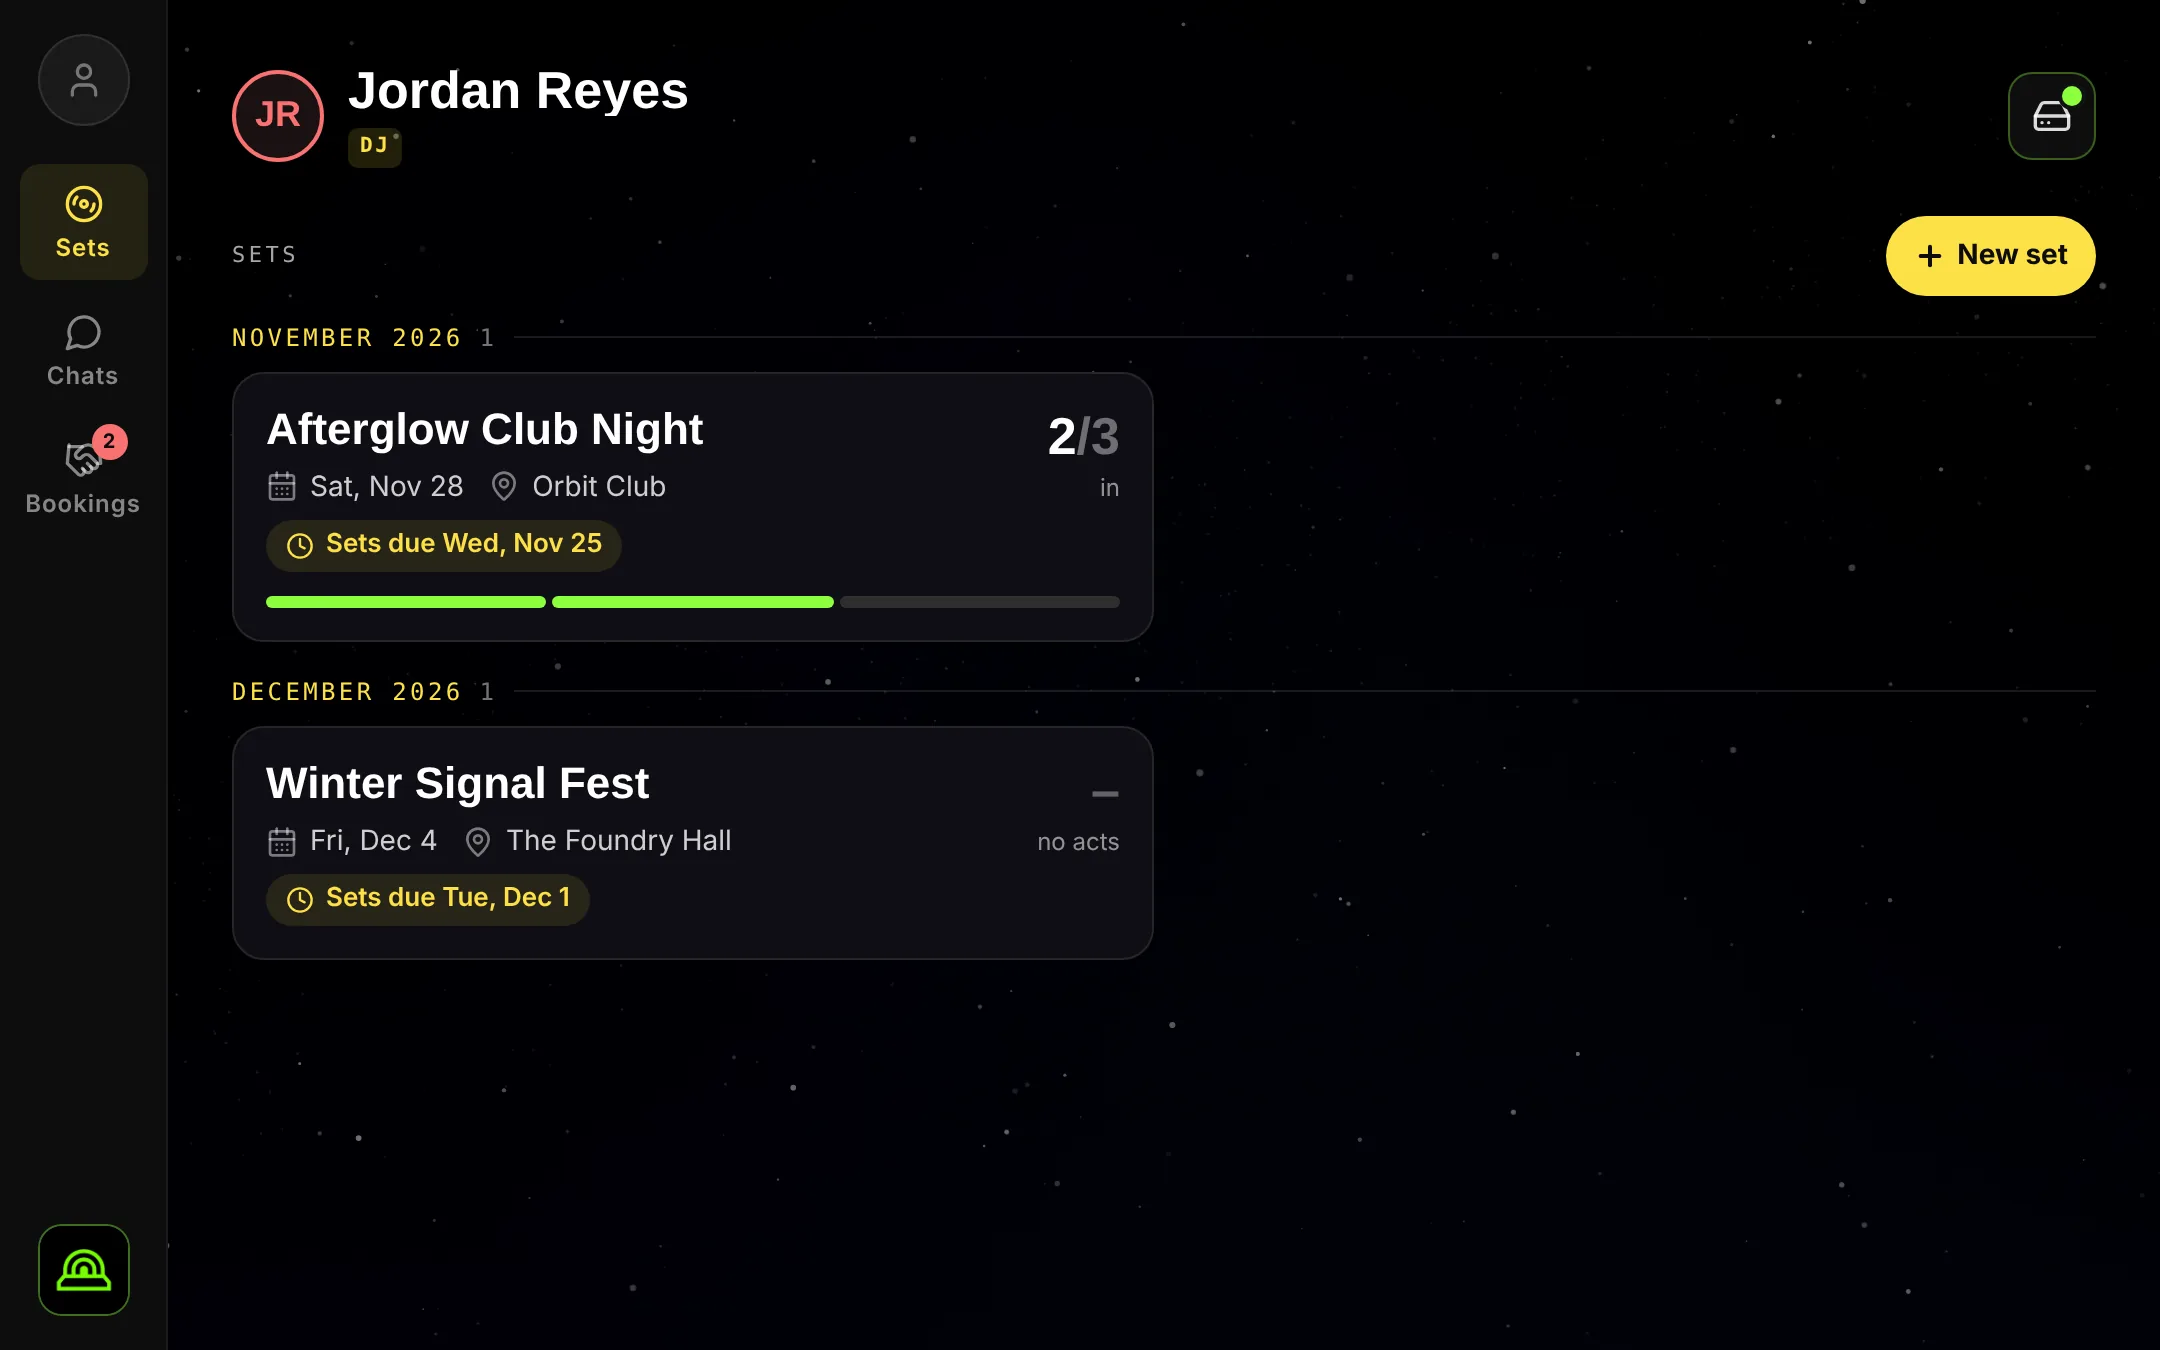 JR
Jordan Reyes
DJ
Sets
SETS
+ New set
Chats
2
Bookings
NOVEMBER 2026 1
Afterglow Club Night
2/3
Sat, Nov 28 Orbit Club
in
Sets due Wed, Nov 25
DECEMBER 2026 1
Winter Signal Fest
–
Fri, Dec 4 The Foundry Hall
no acts
Sets due Tue, Dec 1